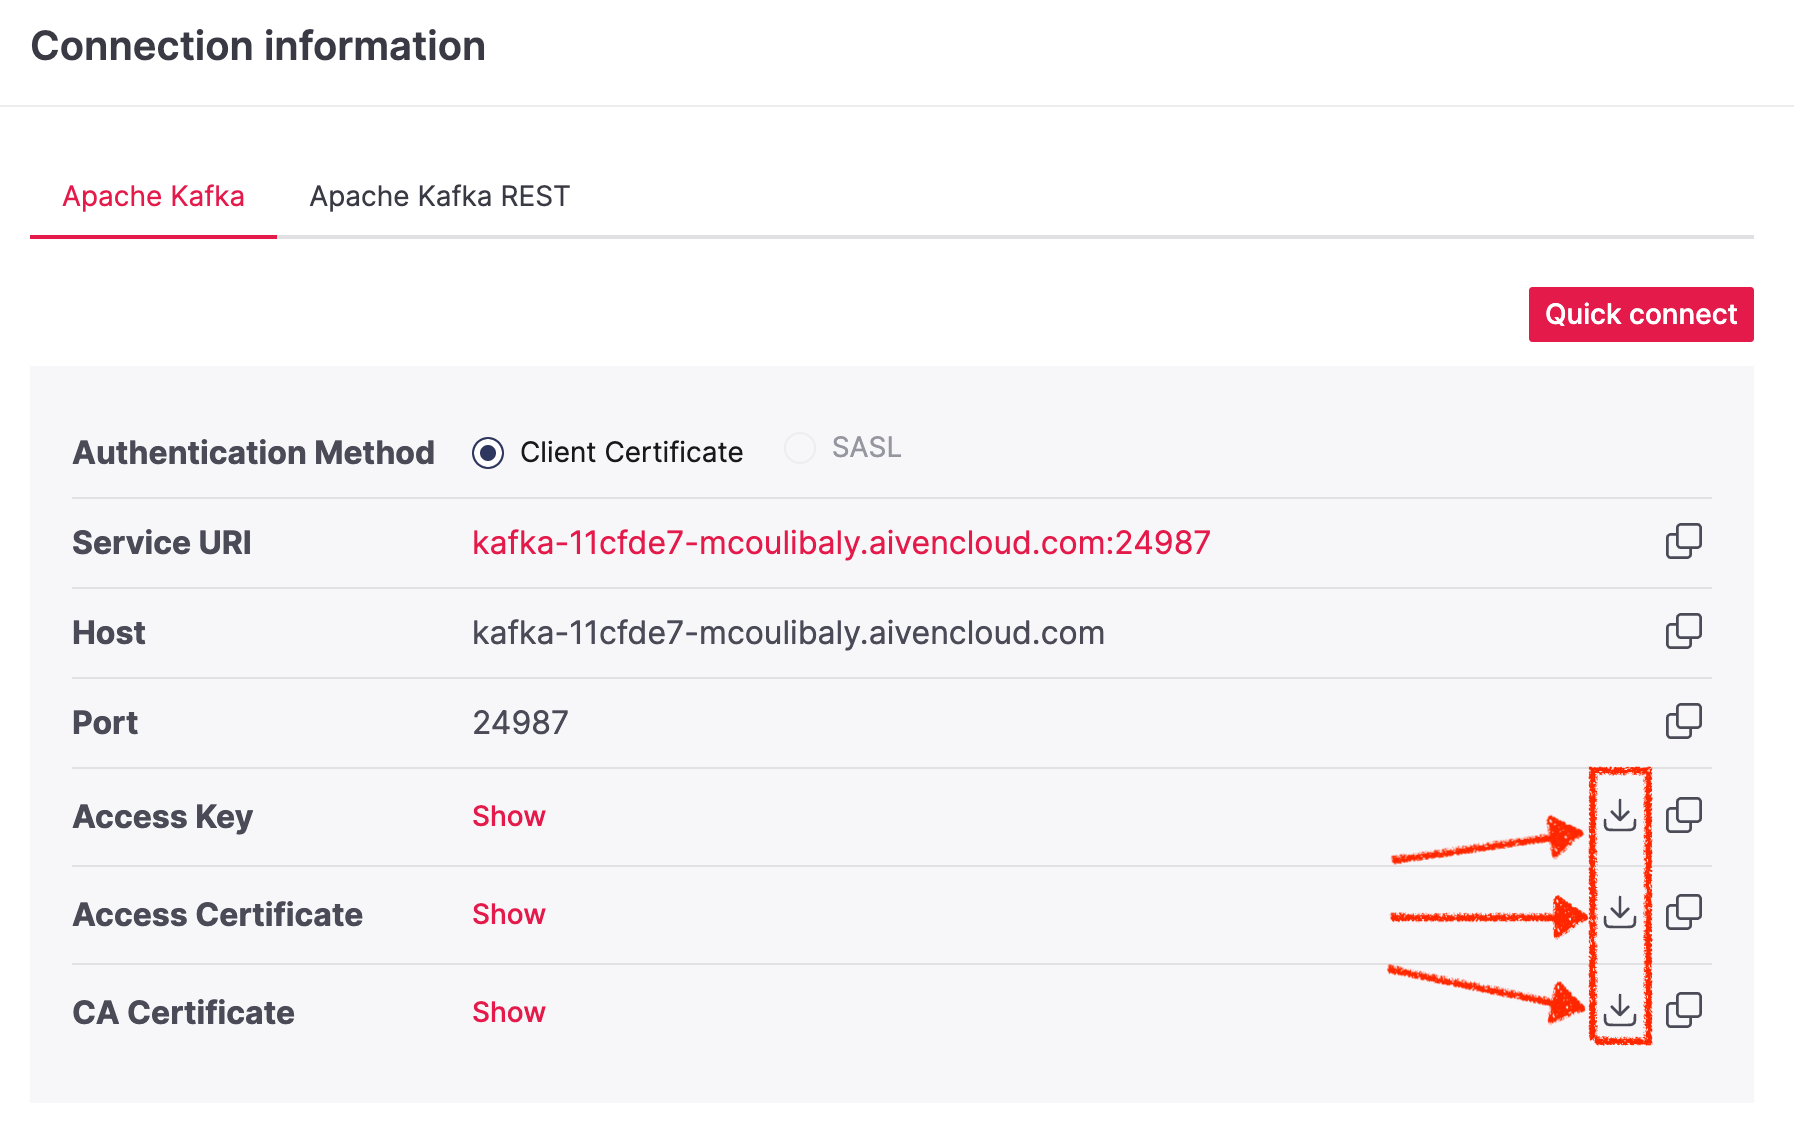 Connection information
Apache Kafka Apache Kafka REST
Quick connect
Authentication Method Client Certificate SASL
Service URI kafka-11cfde7-mcoulibaly.aivencloud.com:24987
Host kafka-11cfde7-mcoulibaly.aivencloud.com
Port 24987
Access Key Show
Access Certificate Show
CA Certificate Show